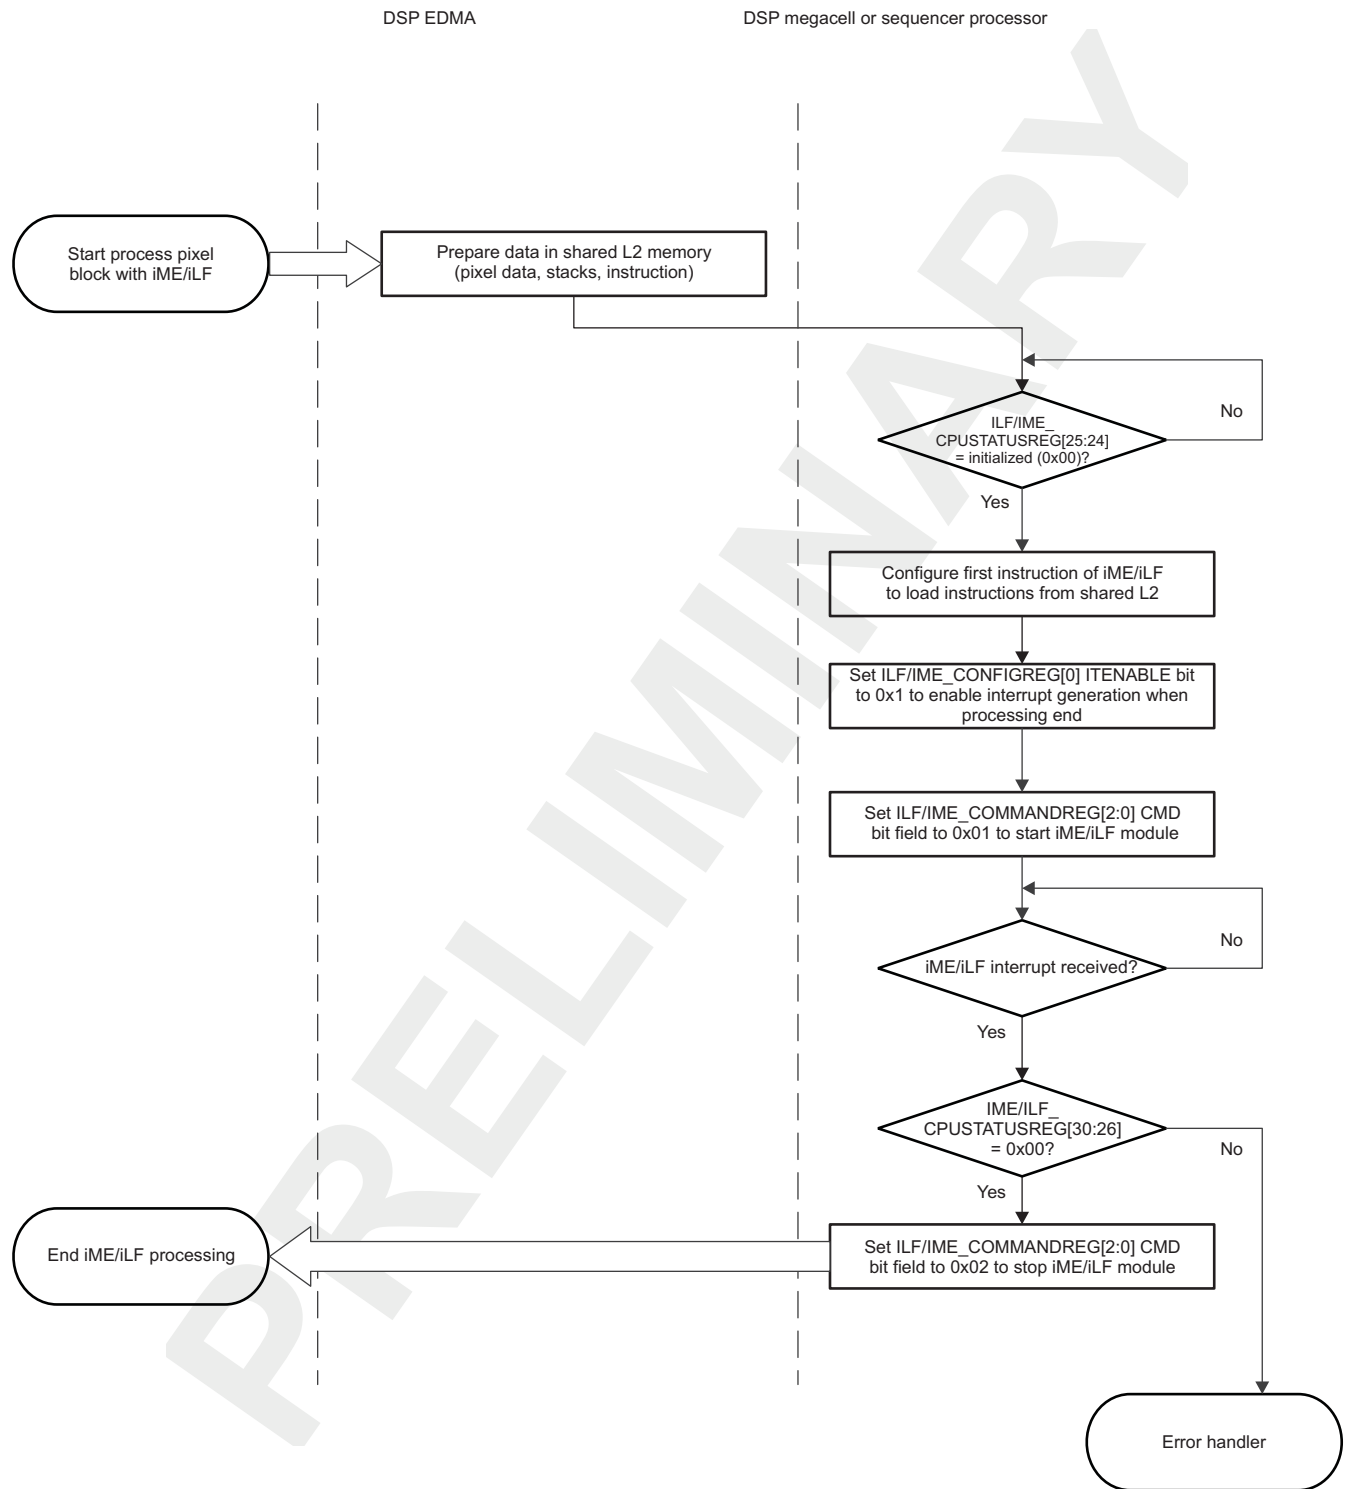 DSP EDMA
DSP megacell or sequencer processor
Start process pixel
block with iME/iLF
Prepare data in shared L2 memory
(pixel data, stacks, instruction)
ILF/IME_
CPUSTATUSREG[25:24]
= initialized (0x00)?
No
Yes
Configure first instruction of iME/iLF
to load instructions from shared L2
Set ILF/IME_CONFIGREG[0] ITENABLE bit
to 0x1 to enable interrupt generation when
processing end
Set ILF/IME_COMMANDREG[2:0] CMD
bit field to 0x01 to start iME/iLF module
iME/iLF interrupt received?
No
Yes
IME/ILF_
CPUSTATUSREG[30:26]
= 0x00?
No
Yes
Set ILF/IME_COMMANDREG[2:0] CMD
bit field to 0x02 to stop iME/iLF module
End iME/iLF processing
Error handler
PRELIMINARY